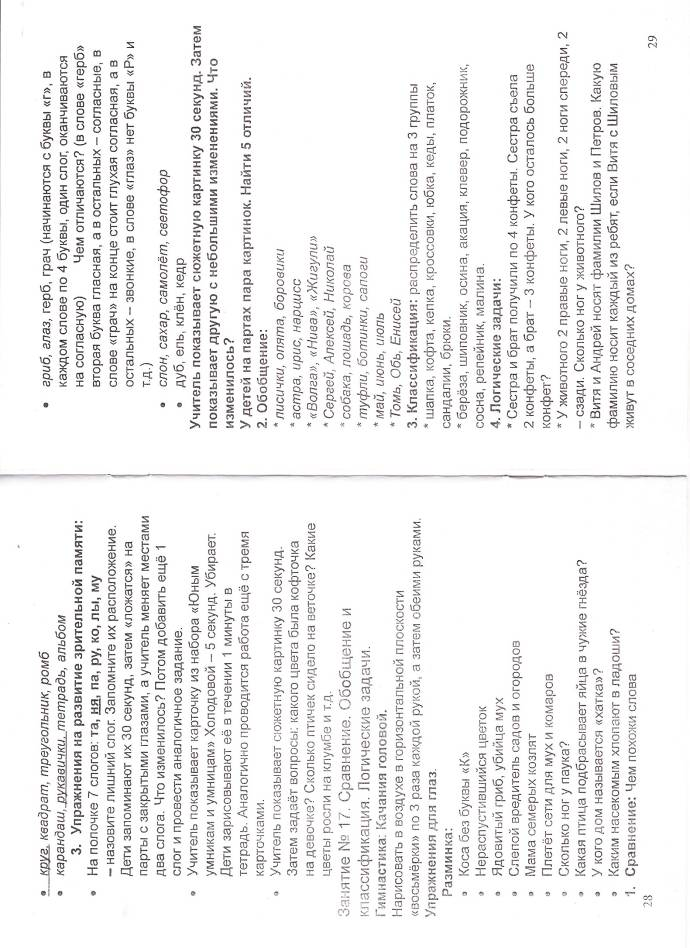 круг, квадрат, треугольник, ромб
карандаш, рукавички, тетрадь, альбом
3. Упражнения на развитие зрительной памяти:
На полочке 7 слогов: та, ня, па, ру, ко, лы, му
– назовите лишний слог. Запомните их расположение.
Дети запоминают их 30 секунд, затем «ложатся» на
парты с закрытыми глазами, а учитель меняет местами
два слога. Что изменилось? Потом добавить ещё 1
слог и провести аналогичное задание.
Учитель показывает карточку из набора «Юным
умникам и умницам» Холодовой – 5 секунд. Убирает.
Дети зарисовывают её в течении 1 минуты в
тетрадь. Аналогично проводится работа ещё с тремя
карточками.
Учитель показывает сюжетную картинку 30 секунд.
Затем задаёт вопросы: какого цвета была кофточка
на девочке? Сколько птичек сидело на веточке? Какие
цветы росли на клумбе и т.д.
Занятие № 17. Сравнение. Обобщение и
классификация. Логические задачи.
Гимнастика: Качания головой.
Нарисовать в воздухе в горизонтальной плоскости
«восьмёрки» по 3 раза каждой рукой, а затем обеими руками.
Упражнения для глаз.
Разминка:
Коса без буквы «К»
Нераспустившийся цветок
Ядовитый гриб, убийца мух
Слепой вредитель садов и огородов
Мама семерых козлят
Плетёт сети для мух и комаров
Сколько ног у паука?
Какая птица подбрасывает яйца в чужие гнёзда?
У кого дом называется «хатка»?
Каким насекомым хлопают в ладоши?
1. Сравнение: Чем похожи слова
28
гриб, глаз, герб, грач (начинаются с буквы «г», в
каждом слове по 4 буквы, один слог, оканчиваются
на согласную) Чем отличаются? (в слове «герб»
вторая буква гласная, а в остальных – согласные, в
слове «грач» на конце стоит глухая согласная, а в
остальных – звонкие, в слове «глаз» нет буквы «Р» и
т.д.)
слон, сахар, самолёт, светофор
дуб, ель, клён, кедр
Учитель показывает сюжетную картинку 30 секунд. Затем
показывает другую с небольшими изменениями. Что
изменилось?
У детей на партах пара картинок. Найти 5 отличий.
2. Обобщение:
* лисички, опята, боровики
* астра, ирис, нарцисс
* «Волга», «Нива», «Жигули»
* Сергей, Алексей, Николай
* собака, лошадь, корова
* туфли, ботинки, сапоги
* май, июнь, июль
* Томь, Обь, Енисей
3. Классификация: распределить слова на 3 группы
* шапка, кофта, кепка, кроссовки, юбка, кеды, платок,
сандалии, брюки.
* берёза, шиповник, осина, акация, клевер, подорожник,
сосна, репейник, малина.
4. Логические задачи:
* Сестра и брат получили по 4 конфеты. Сестра съела
2 конфеты, а брат – 3 конфеты. У кого осталось больше
конфет?
* У животного 2 правые ноги, 2 левые ноги, 2 ноги спереди, 2
– сзади. Сколько ног у животного?
* Витя и Андрей носят фамилии Шилов и Петров. Какую
фамилию носит каждый из ребят, если Витя с Шиловым
живут в соседних домах?
29